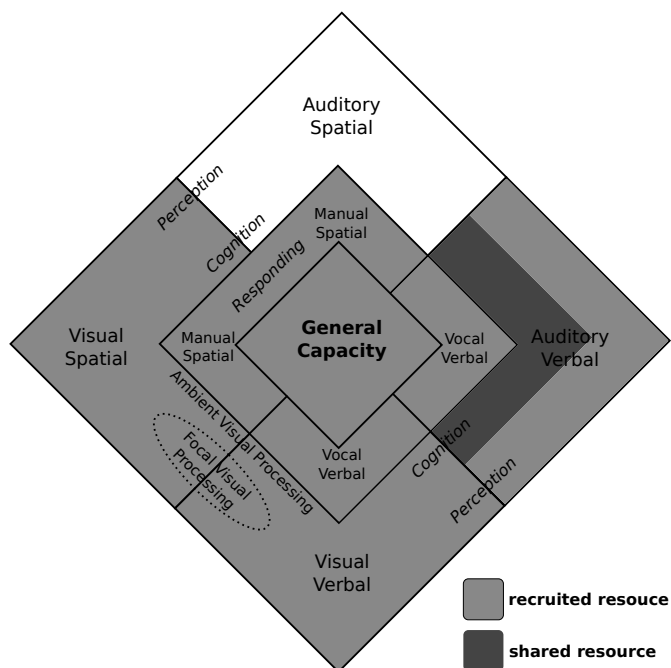 Auditory
Spatial
Perception
Cognition
Responding
Manual
Spatial
General
Capacity
Visual
Spatial
Manual
Spatial
Vocal
Verbal
Auditory
Verbal
Ambient Visual Processing
Focal Visual
Processing
Vocal
Verbal
Cognition
Perception
Visual
Verbal
recruited resouce
shared resource